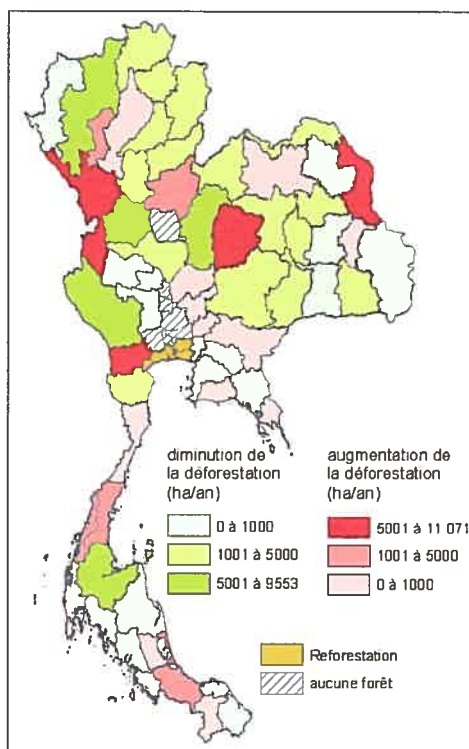 diminution de
la déforestation
(ha/an)
0 à 1000
1001 à 5000
5001 à 9553
augmentation de
la déforestation
(ha/an)
5001 à 11 071
1001 à 5000
0 à 1000
Reforestation
aucune forêt